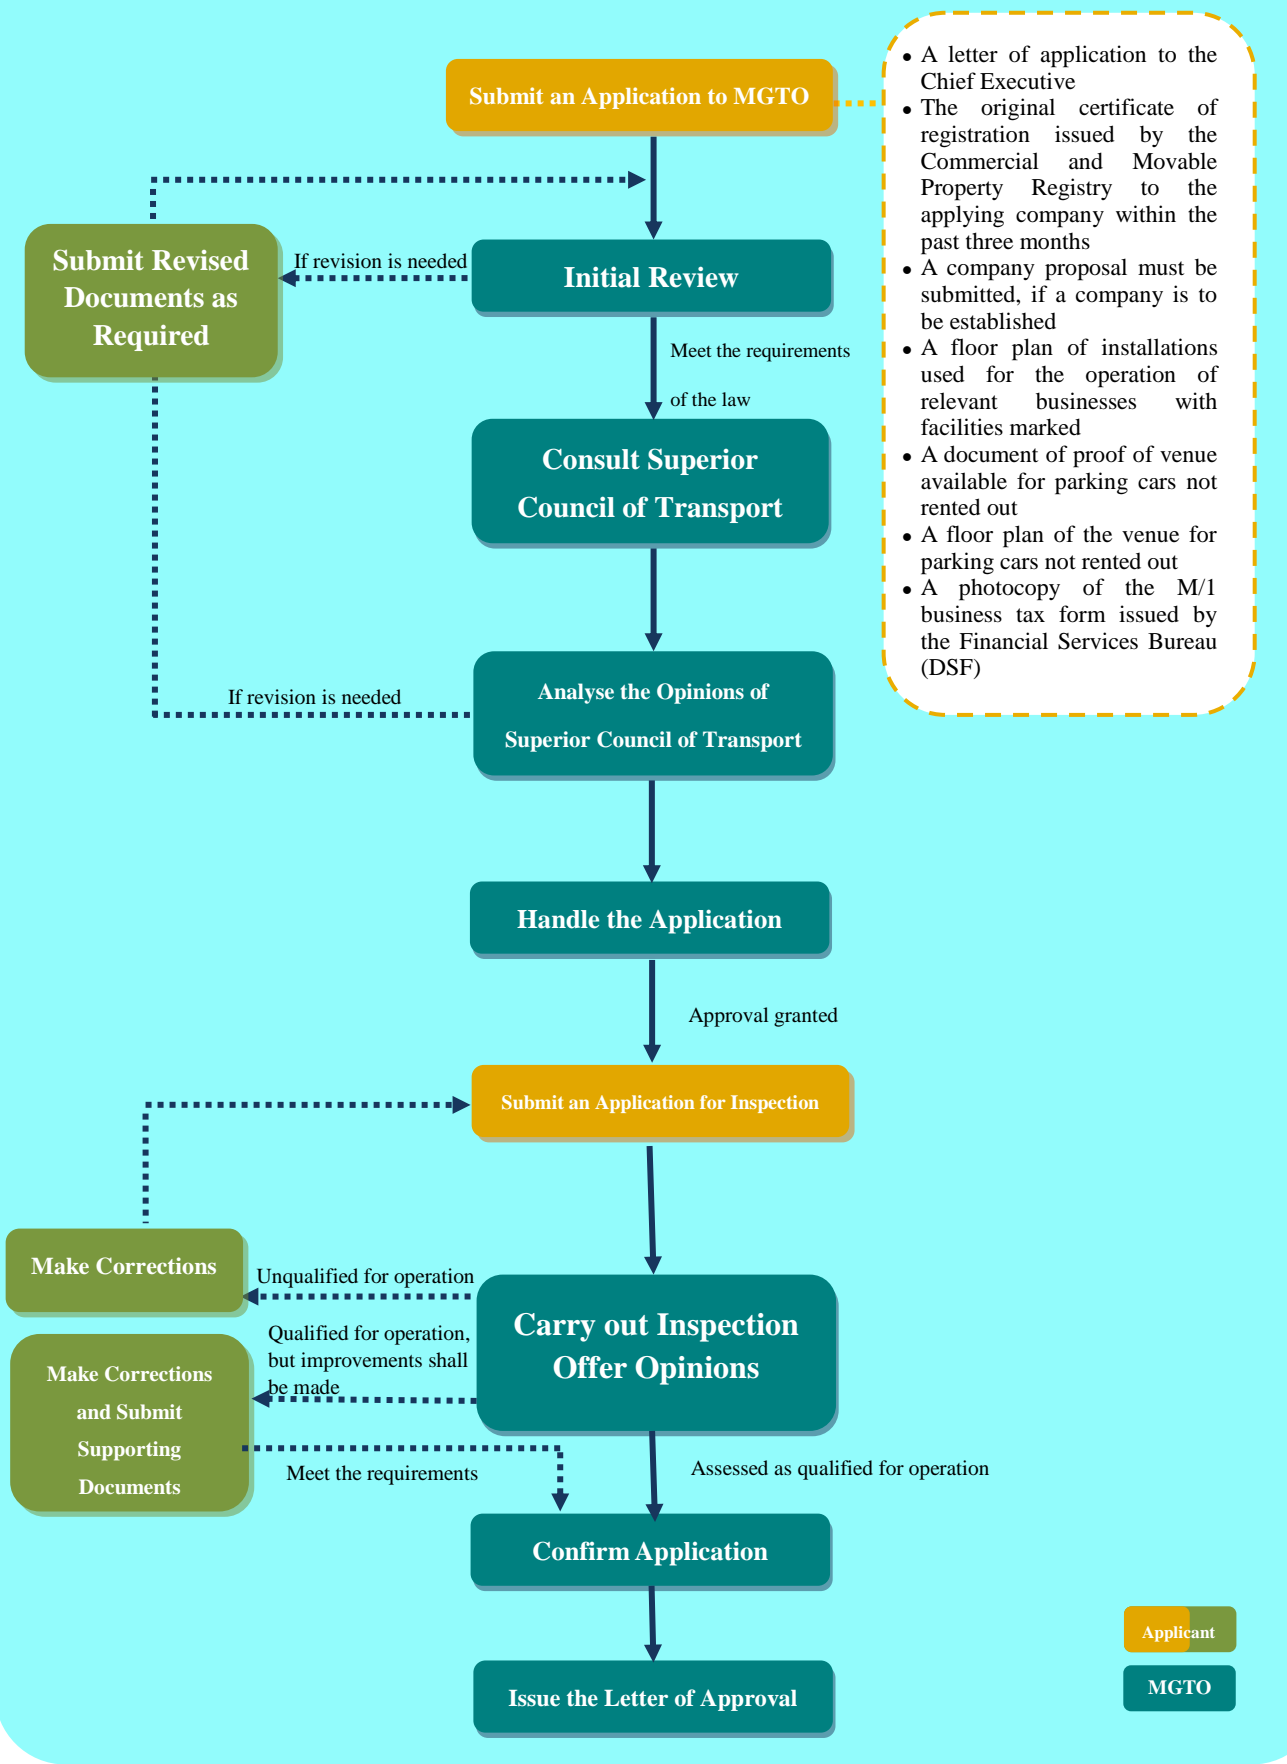 Submit an Application to MGTO
• A letter of application to the
Chief Executive
• The original certificate of
registration issued by the
Commercial and Movable
Property Registry to the
applying company within the
past three months
• A company proposal must be
submitted, if a company is to
be established
• A floor plan of installations
used for the operation of
relevant businesses with
facilities marked
• A document of proof of venue
available for parking cars not
rented out
• A floor plan of the venue for
parking cars not rented out
• A photocopy of the M/1
business tax form issued by
the Financial Services Bureau
(DSF)
Submit Revised
Documents as
Required
If revision is needed
Initial Review
Meet the requirements
of the law
Consult Superior
Council of Transport
If revision is needed
Analyse the Opinions of
Superior Council of Transport
Handle the Application
Approval granted
Submit an Application for Inspection
Make Corrections
Unqualified for operation
Carry out Inspection
Offer Opinions
Qualified for operation,
but improvements shall
be made
Make Corrections
and Submit
Supporting
Documents
Meet the requirements
Assessed as qualified for operation
Confirm Application
Issue the Letter of Approval
Applicant
MGTO